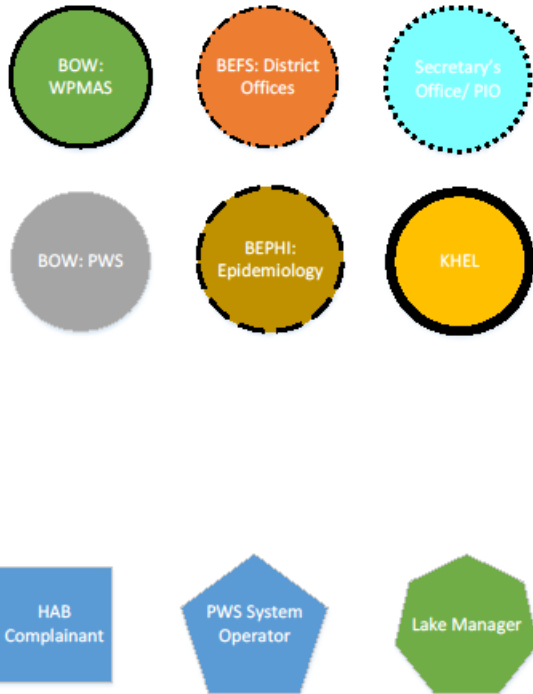 BOW:
WPMAS
BEFS: District
Offices
Secretary's
Office/ PIO
BOW: PWS
BEPHI:
Epidemiology
KHEL
HAB
Complainant
PWS System
Operator
Lake Manager